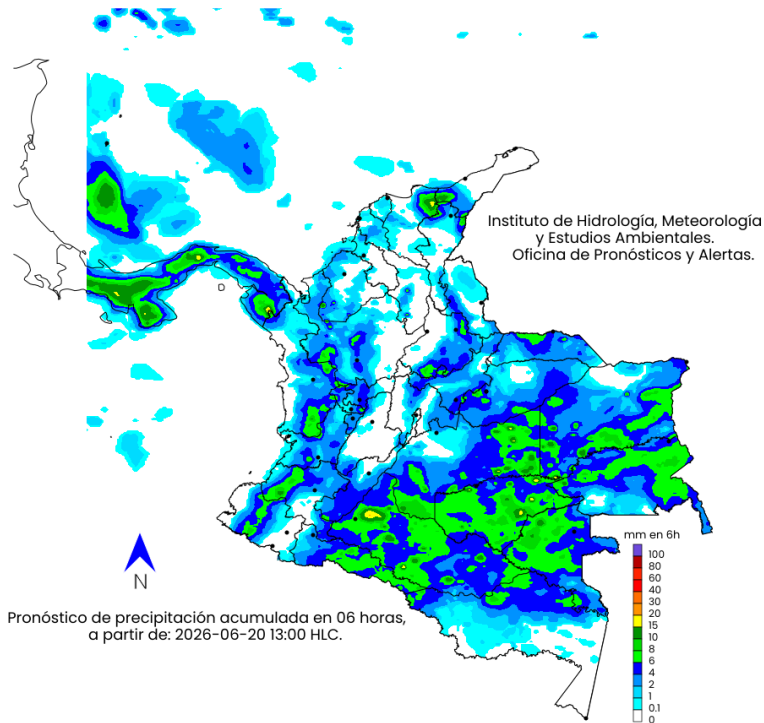 Instituto de Hidrología, Meteorología
y Estudios Ambientales.
Oficina de Pronósticos y Alertas.
N
mm en 6h
100
80
60
40
30
20
15
10
8
6
4
2
1
0.1
0
Pronóstico de precipitación acumulada en 06 horas,
a partir de: 2026-06-20 13:00 HLC.